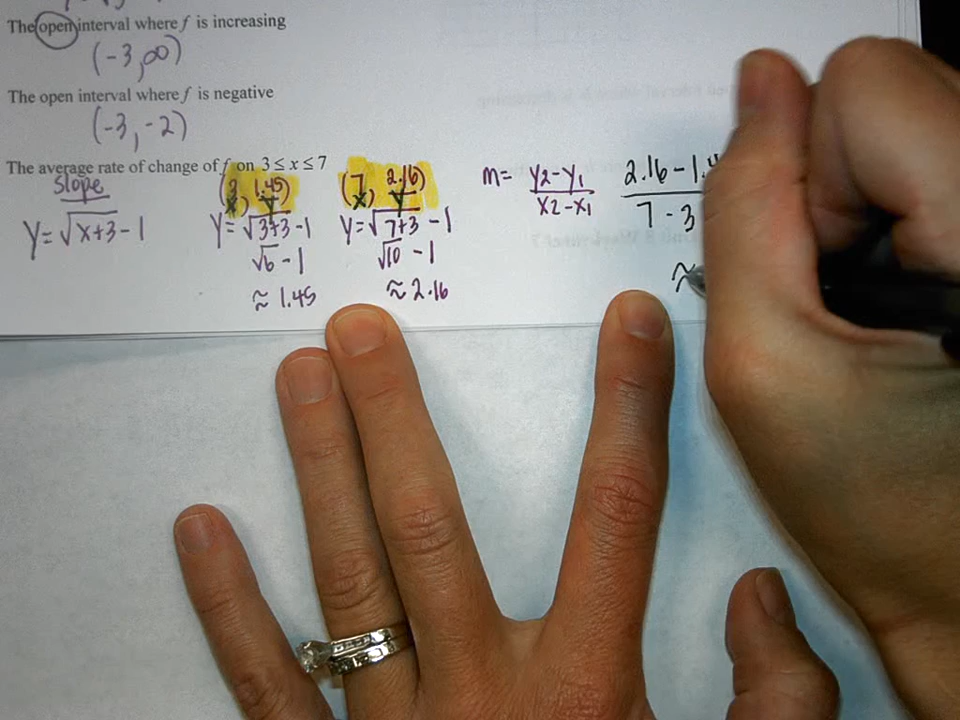 The open interval where f is increasing
(-3, ∞)
The open interval where f is negative
(-3, -2)
The average rate of change of f on 3 ≤ x ≤ 7
slope
y = √x+3 - 1
(3, 1.45)
x y
y = √3+3 - 1
√6 - 1
≈ 1.45
(7, 2.16)
x y
y = √7+3 - 1
√10 - 1
≈ 2.16
m = y2 - y1
x2 - x1
2.16 - 1.4
7 - 3
≈